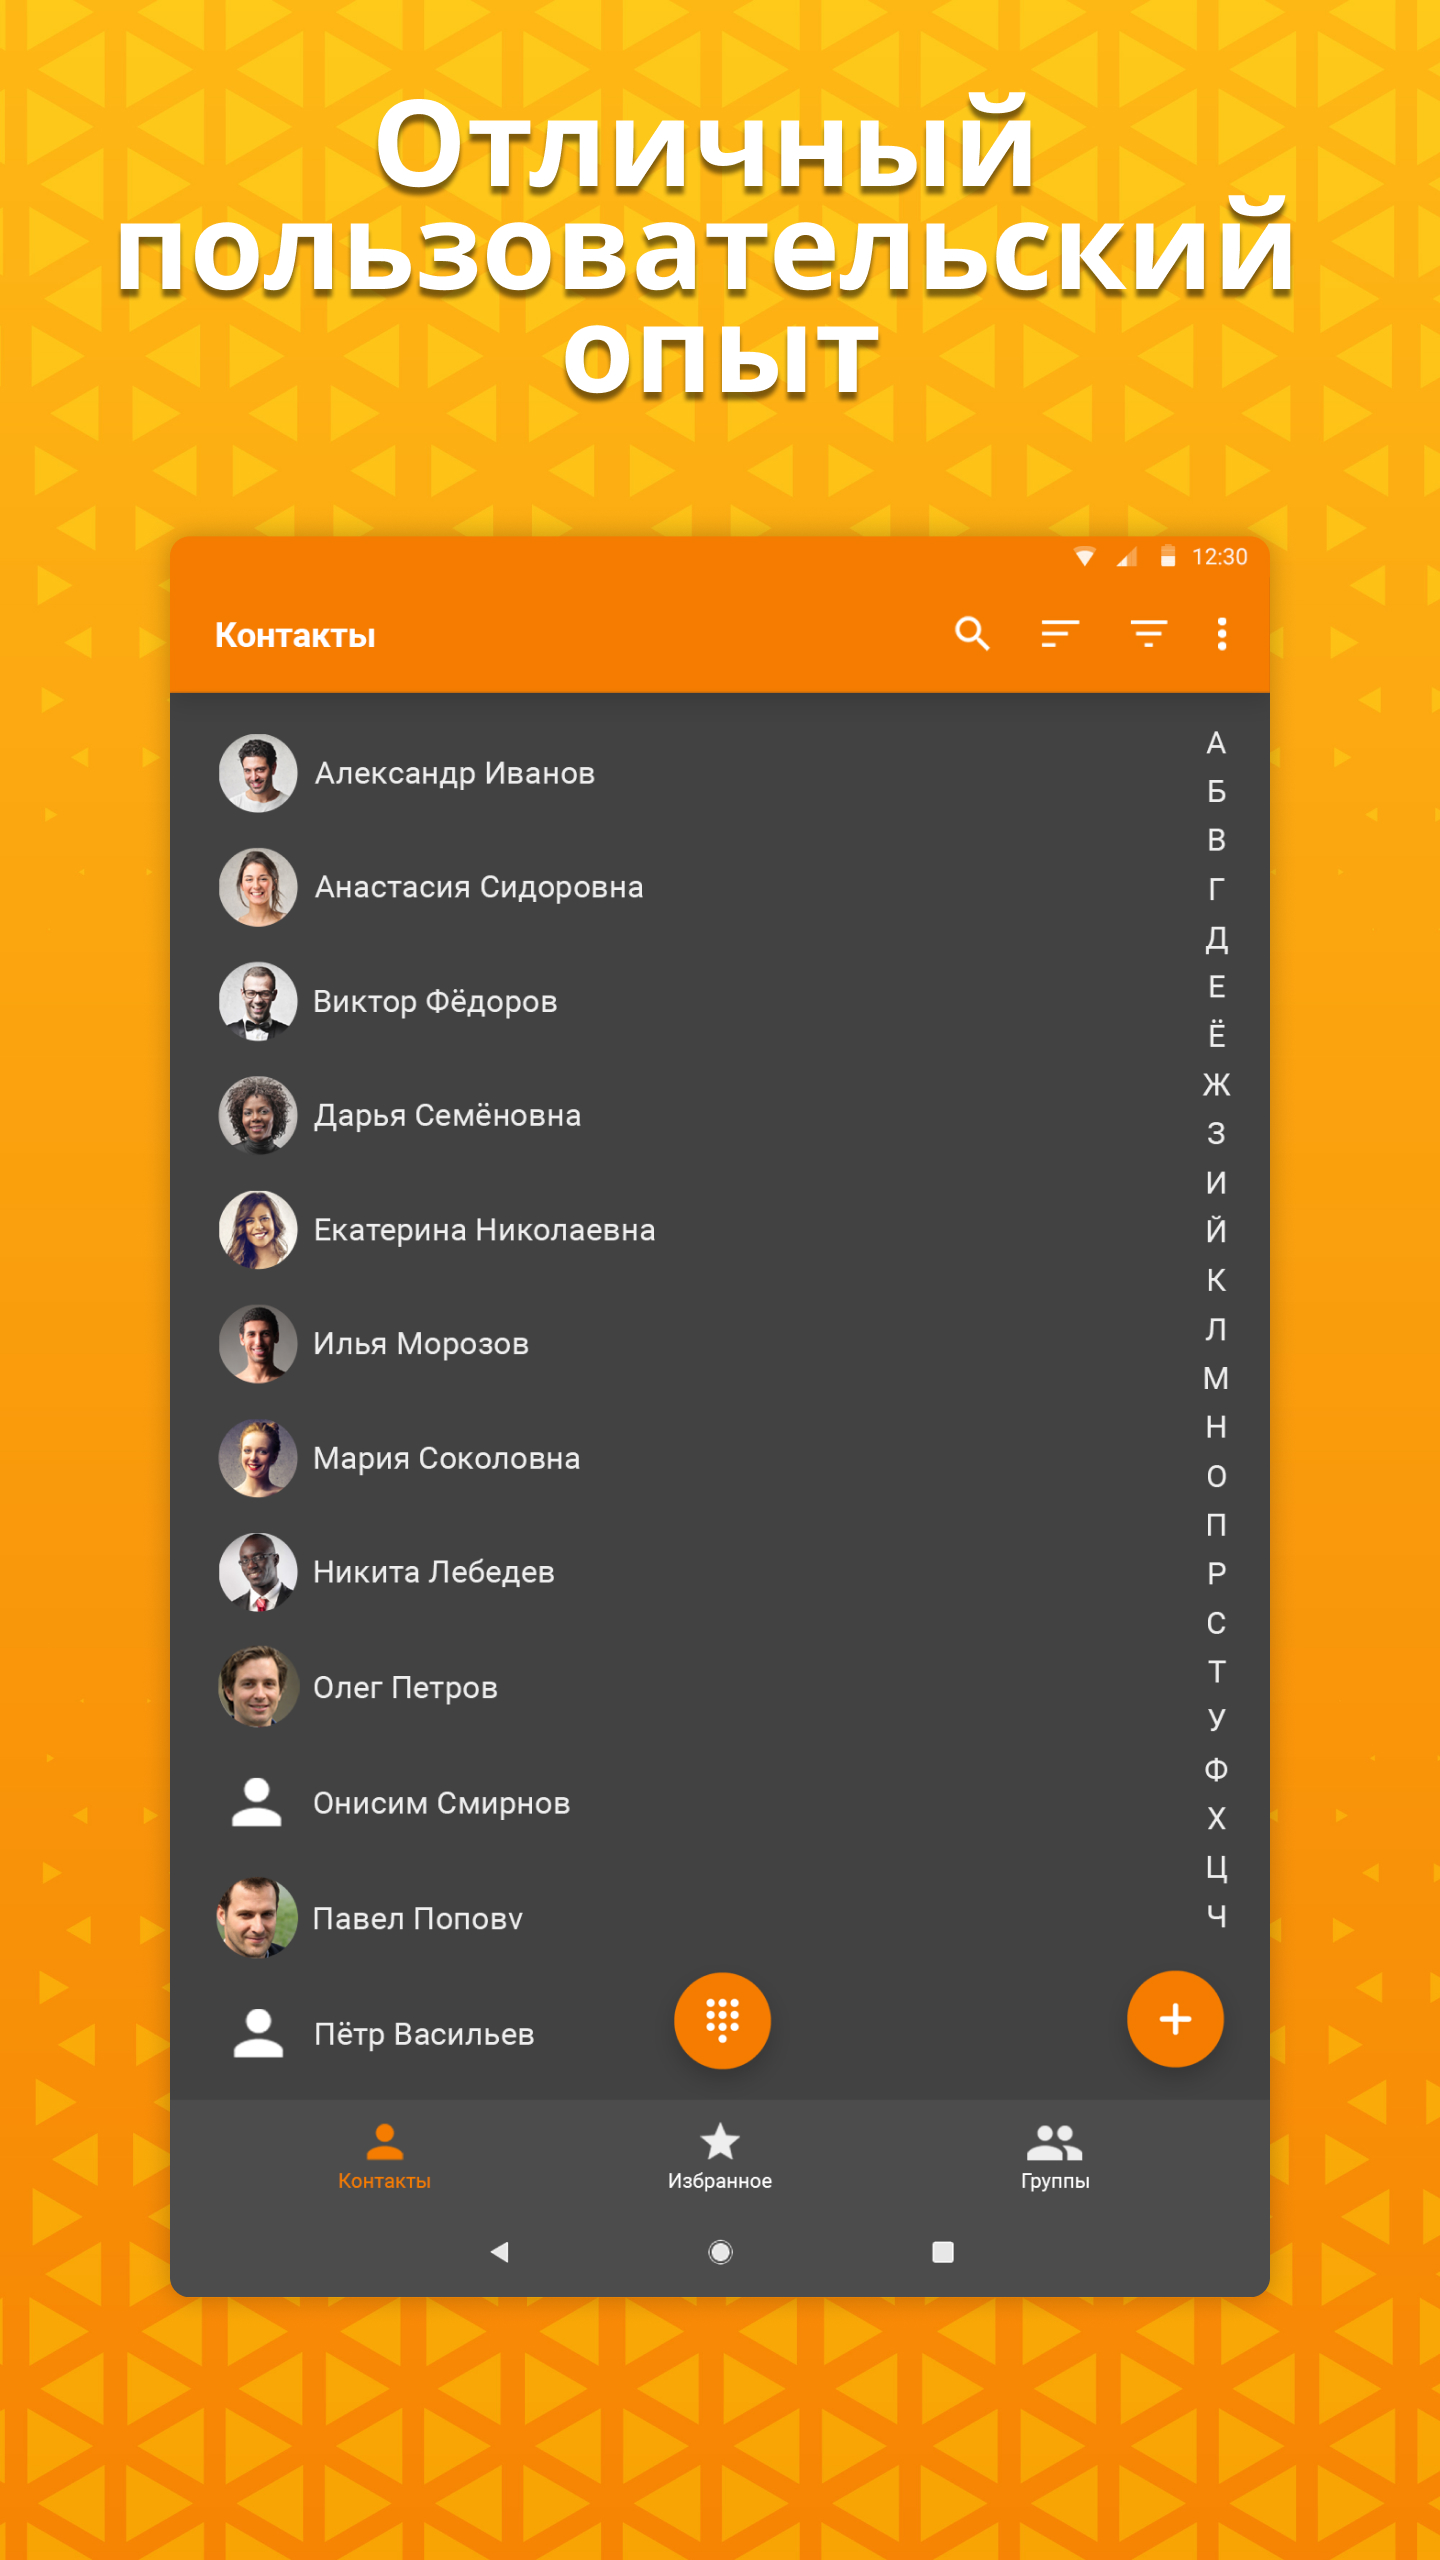 Отличный
пользовательский
опыт
12:30
Контакты
Александр Иванов
Анастасия Сидоровна
Виктор Фёдоров
Дарья Семёновна
Екатерина Николаевна
Илья Морозов
Мария Соколовна
Никита Лебедев
Олег Петров
Онисим Смирнов
Павел Поповv
Пётр Васильев
А
Б
В
Г
Д
Е
Ё
Ж
З
И
Й
К
Л
М
Н
О
П
Р
С
Т
У
Ф
Х
Ц
Ч
Контакты
Избранное
Группы